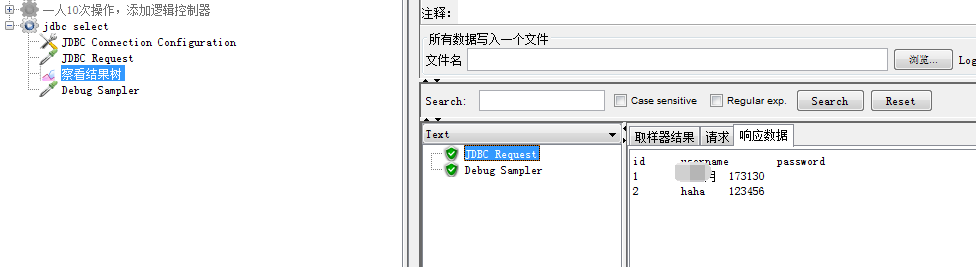 一人10次操作，添加逻辑控制器
jdbc select
JDBC Connection Configuration
JDBC Request
察看结果树
Debug Sampler
注释：
所有数据写入一个文件
文件名 浏览... Log
Search: Case sensitive Regular exp. Search Reset
Text
JDBC Request
Debug Sampler
取样器结果 请求 响应数据
id username password
1 173130
2 haha 123456